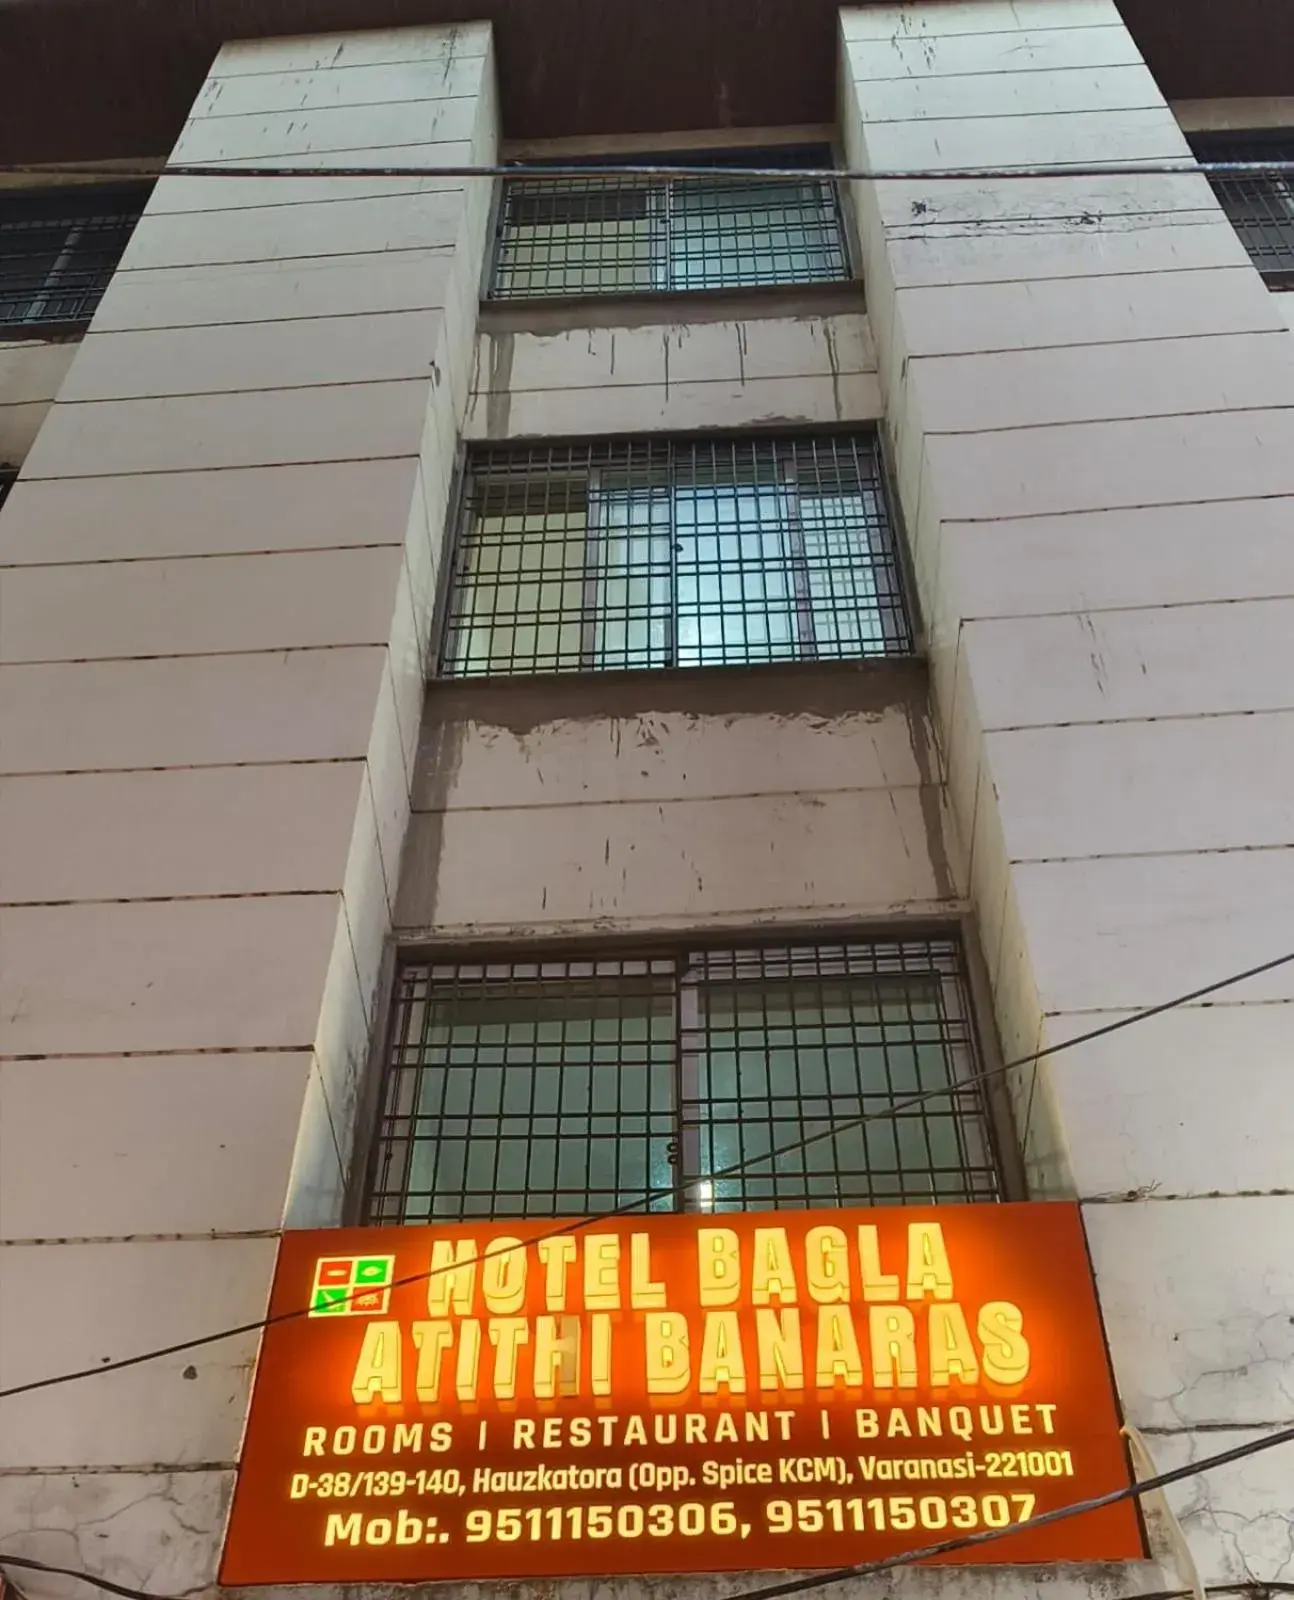 HOTEL BAGLA
ATITHI BANARAS
ROOMS | RESTAURANT | BANQUET
D-38/139-140, Hauzkatora (Opp. Spice KCM), Varanasi-221001
Mob:. 9511150306, 9511150307